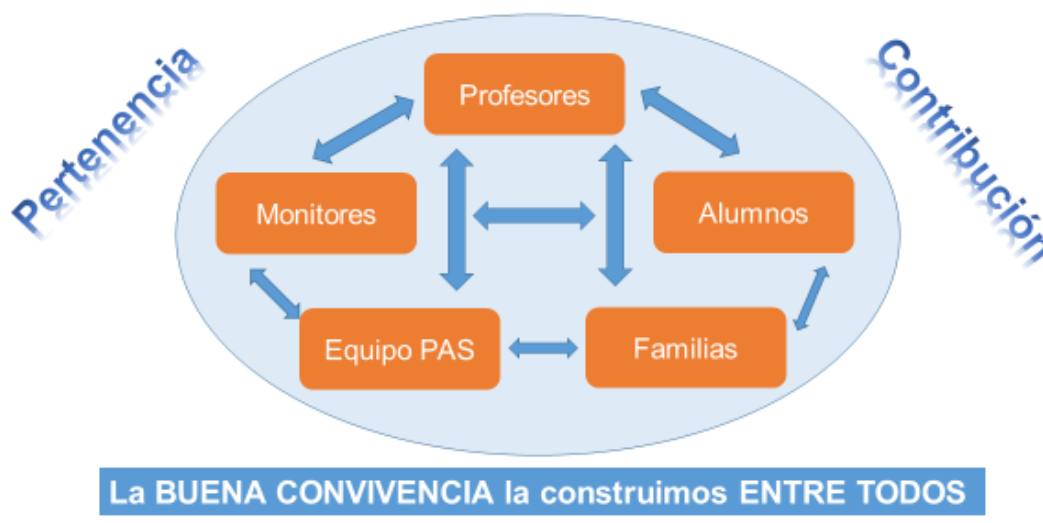 Pertenencia
Contribución
Profesores
Monitores
Alumnos
Equipo PAS
Familias
La BUENA CONVIVENCIA la construimos ENTRE TODOS